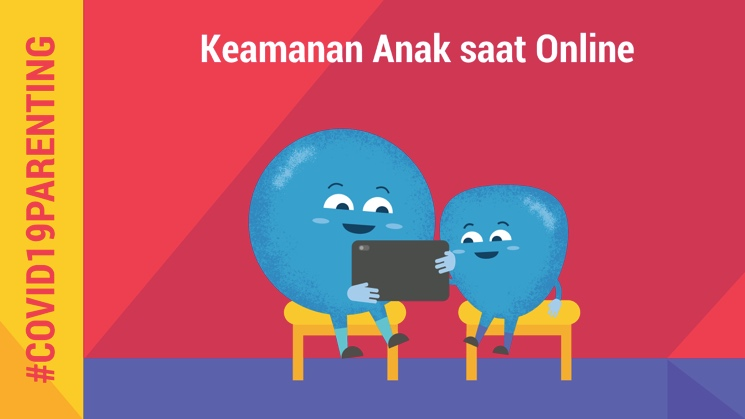 Keamanan Anak saat Online
#COVID19PARENTING